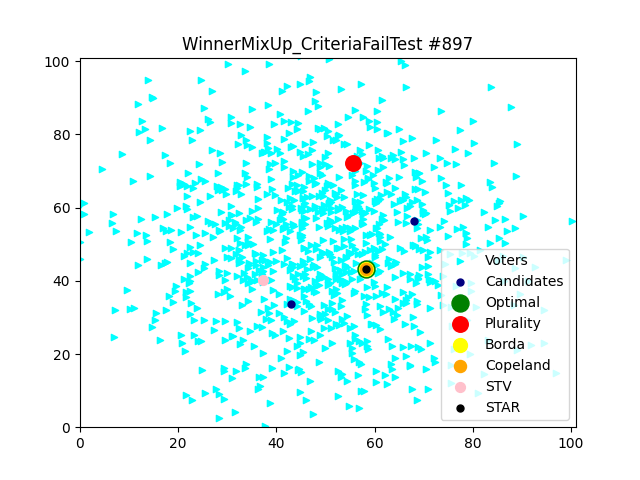 WinnerMixUp_CriteriaFailTest #897
100
80
60
40
20
0
0 20 40 60 80 100
Voters
Candidates
Optimal
Plurality
Borda
Copeland
STV
STAR